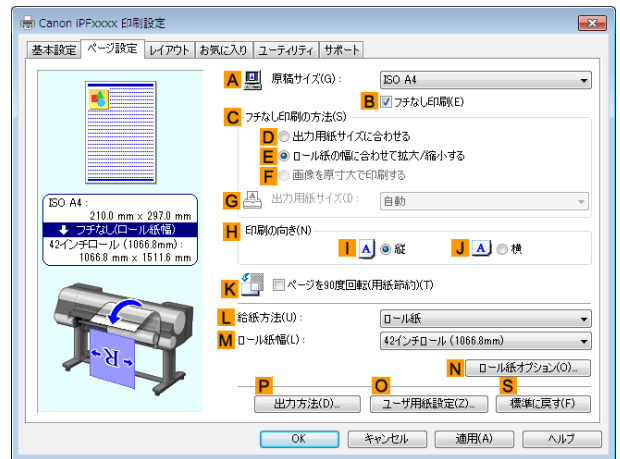 Canon iPFxxxx 印刷設定
基本設定 ページ設定 レイアウト お気に入り ユーティリティ サポート
A 原稿サイズ(G): ISO A4
B フチなし印刷(E)
C フチなし印刷の方法(S)
D 出力用紙サイズに合わせる
E ロール紙の幅に合わせて拡大/縮小する
F 画像を原寸大で印刷する
G 出力用紙サイズ(I): 自動
H 印刷の向き(N)
I A 縦 J A 横
K ページを90度回転(用紙節約)(T)
L 給紙方法(U): ロール紙
M ロール紙幅(L): 42インチロール (1066.8mm)
N ロール紙オプション(O)...
P O S
出力方法(D)... ユーザ用紙設定(Z)... 標準に戻す(F)
ISO A4 :
210.0 mm x 297.0 mm
フチなし(ロール紙幅)
42インチロール (1066.8mm) :
1066.8 mm x 1511.6 mm
R
OK キャンセル 適用(A) ヘルプ